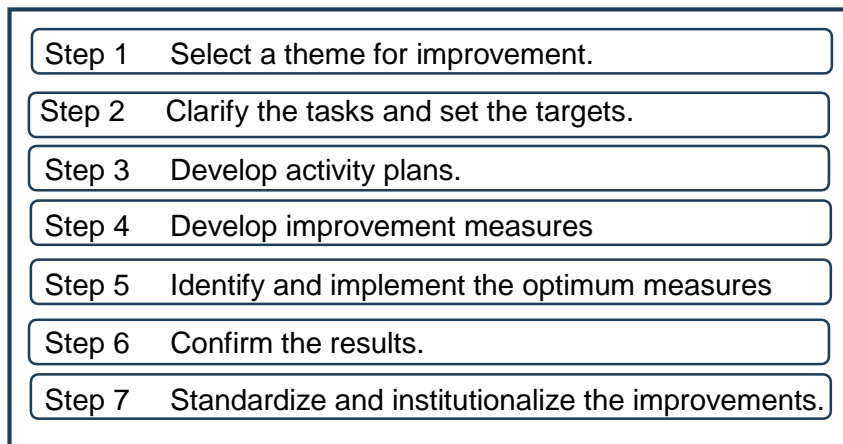 Step 1 Select a theme for improvement.
Step 2 Clarify the tasks and set the targets.
Step 3 Develop activity plans.
Step 4 Develop improvement measures
Step 5 Identify and implement the optimum measures
Step 6 Confirm the results.
Step 7 Standardize and institutionalize the improvements.